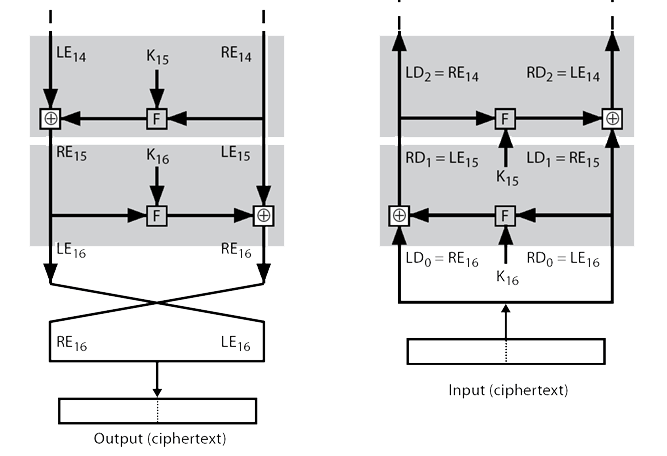 LE14 K15 RE14
⊕ F
RE15 K16 LE15
F ⊕
LE16 RE16
RE16 LE16
Output (ciphertext)
LD2 = RE14 RD2 = LE14
F ⊕
RD1 = LE15 K15 LD1 = RE15
⊕ F
LD0 = RE16 K16 RD0 = LE16
Input (ciphertext)